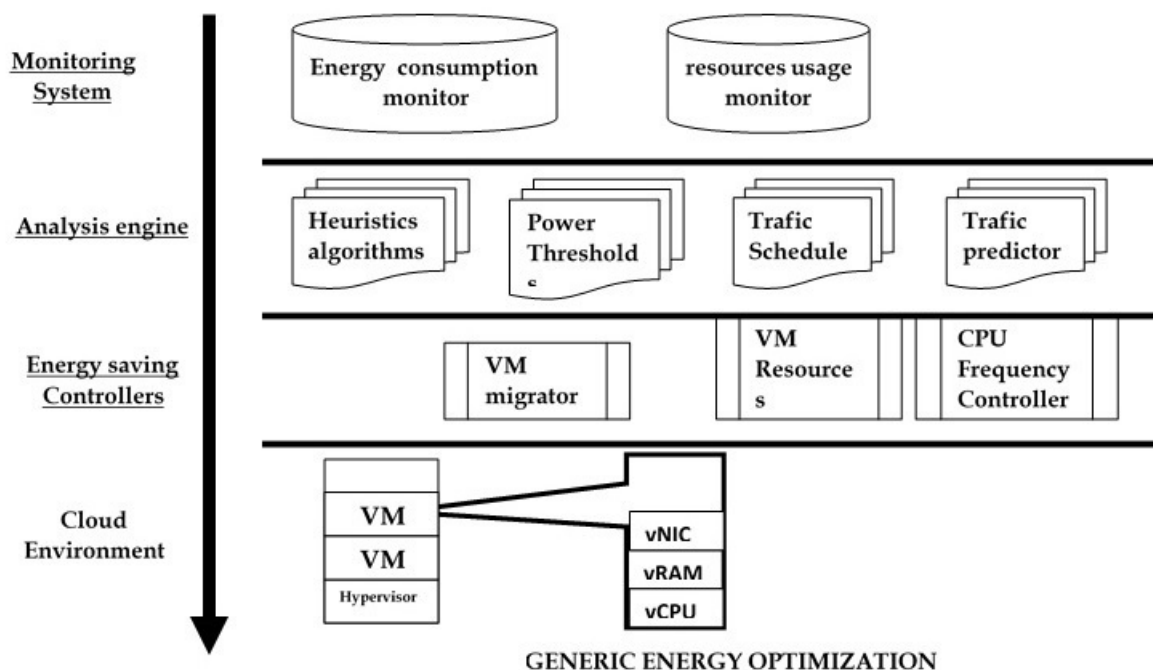 Monitoring
System
Energy consumption
monitor
resources usage
monitor
Analysis engine
Heuristics
algorithms
Power
Threshold
s
Trafic
Schedule
Trafic
predictor
Energy saving
Controllers
VM
migrator
VM
Resource
s
CPU
Frequency
Controller
Cloud
Environment
VM
VM
Hypervisor
vNIC
vRAM
vCPU
GENERIC ENERGY OPTIMIZATION